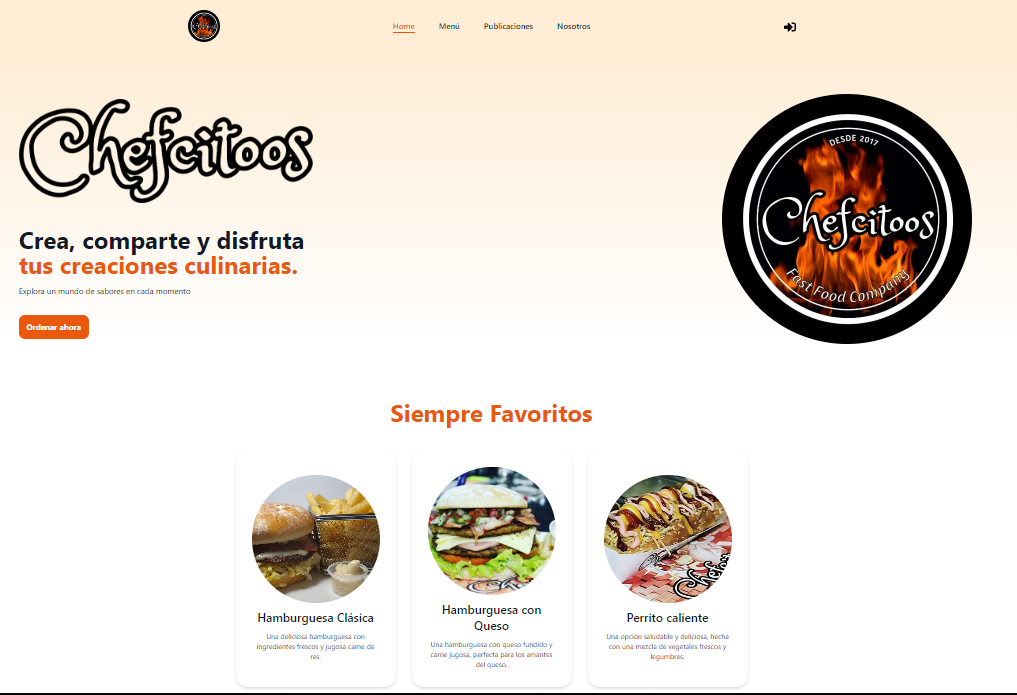 Home Menú Publicaciones Nosotros
Chefcitoos
DESDE 2017
Chefcitoos
Fast Food Company
Crea, comparte y disfruta
tus creaciones culinarias.
Explora un mundo de sabores en cada momento
Ordenar ahora
Siempre Favoritos
Hamburguesa Clásica
Una deliciosa hamburguesa con
ingredientes frescos y jugosa carne de
res.
Hamburguesa con
Queso
Una hamburguesa con queso fundido y
carne jugosa, perfecta para los amantes
del queso.
Perrito caliente
Una opción saludable y deliciosa, hecha
con una mezcla de vegetales frescos y
legumbres.